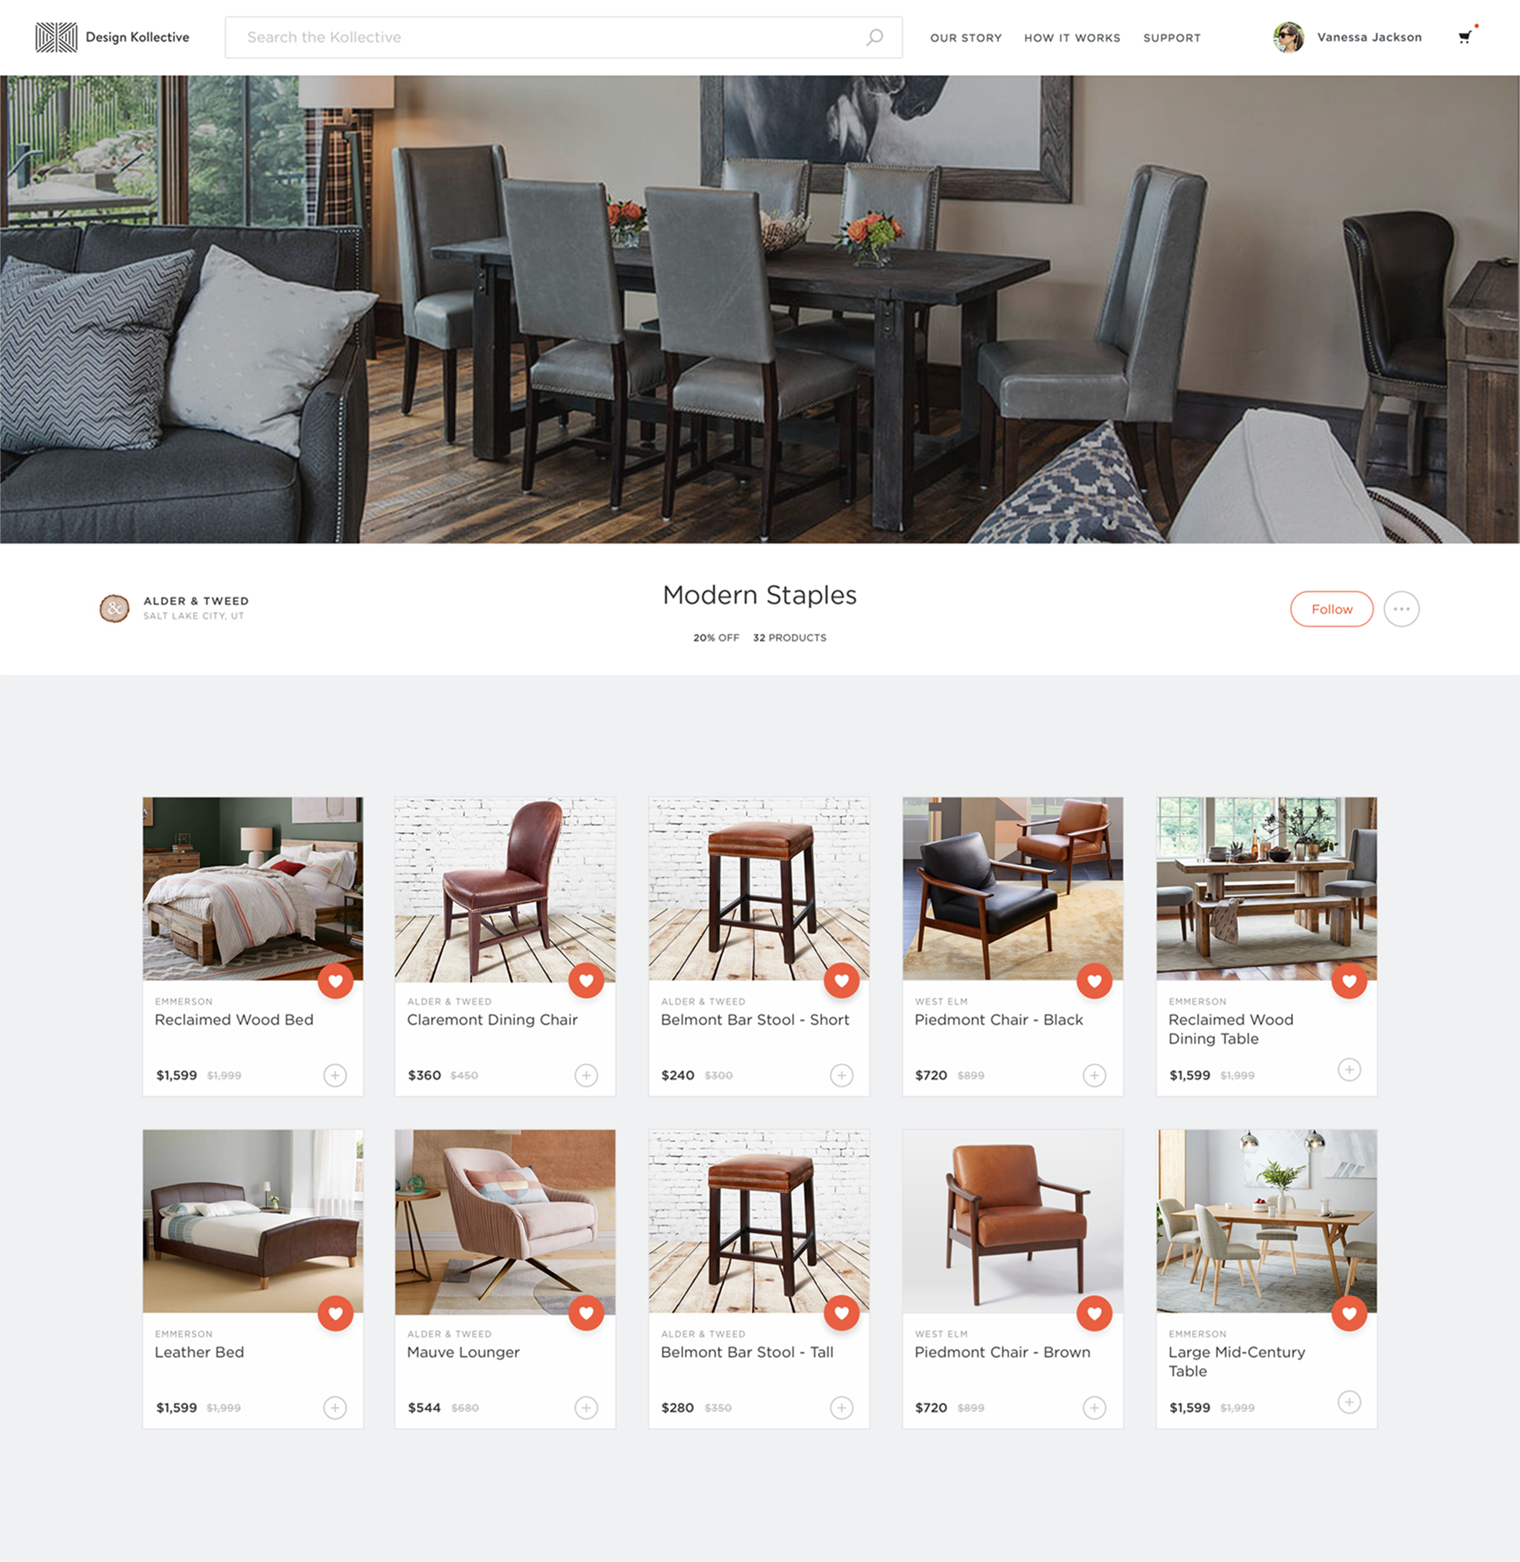 Design Kollective
Search the Kollective
OUR STORY
HOW IT WORKS
SUPPORT
Vanessa Jackson
&
ALDER & TWEED
SALT LAKE CITY, UT
Modern Staples
20% OFF 32 PRODUCTS
Follow
EMMERSON
Reclaimed Wood Bed
$1,599 $1,999
ALDER & TWEED
Claremont Dining Chair
$360 $450
ALDER & TWEED
Belmont Bar Stool - Short
$240 $300
WEST ELM
Piedmont Chair - Black
$720 $899
EMMERSON
Reclaimed Wood
Dining Table
$1,599 $1,999
EMMERSON
Leather Bed
$1,599 $1,999
ALDER & TWEED
Mauve Lounger
$544 $680
ALDER & TWEED
Belmont Bar Stool - Tall
$280 $350
WEST ELM
Piedmont Chair - Brown
$720 $899
EMMERSON
Large Mid-Century
Table
$1,599 $1,999